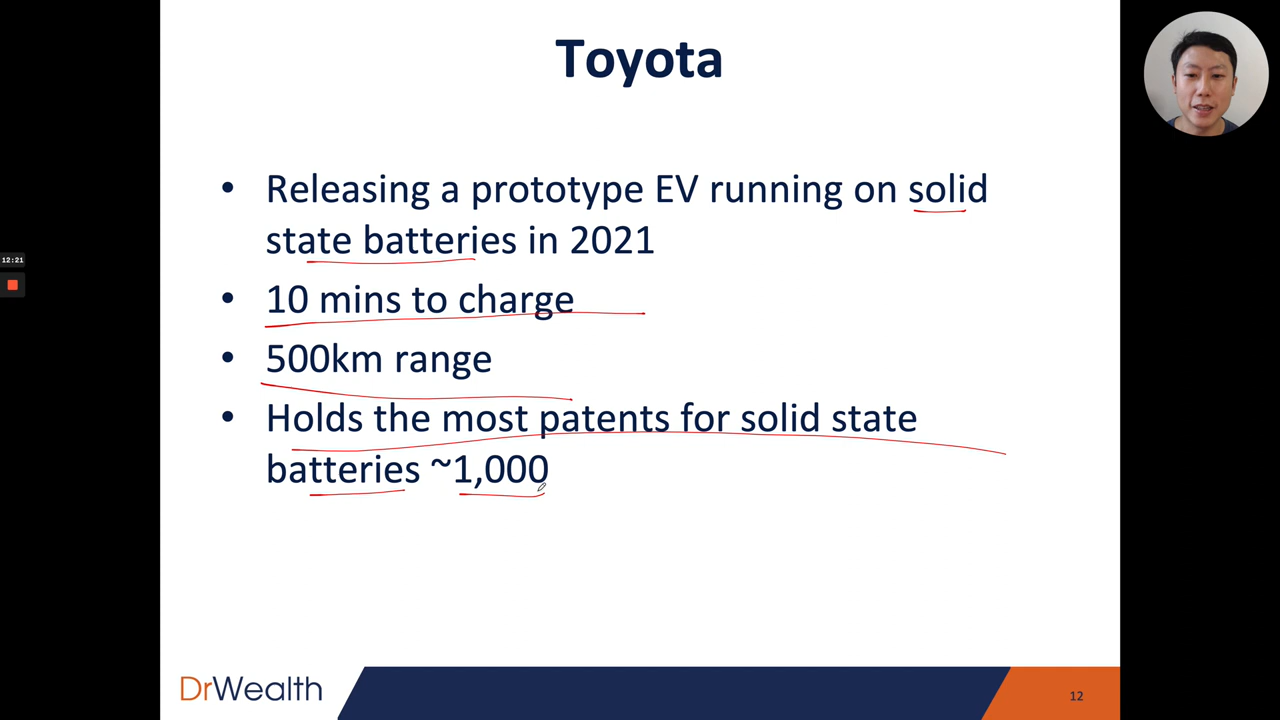 Toyota
• Releasing a prototype EV running on solid
state batteries in 2021
• 10 mins to charge
• 500km range
• Holds the most patents for solid state
batteries ~1,000
12:21
DrWealth
12